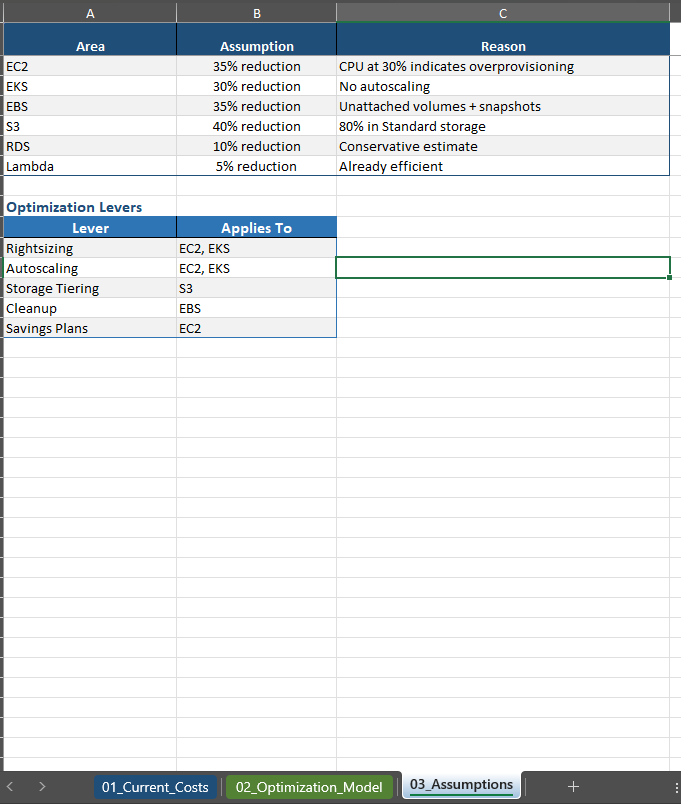 A B C
Area Assumption Reason
EC2 35% reduction CPU at 30% indicates overprovisioning
EKS 30% reduction No autoscaling
EBS 35% reduction Unattached volumes + snapshots
S3 40% reduction 80% in Standard storage
RDS 10% reduction Conservative estimate
Lambda 5% reduction Already efficient
Optimization Levers
Lever Applies To
Rightsizing EC2, EKS
Autoscaling EC2, EKS
Storage Tiering S3
Cleanup EBS
Savings Plans EC2
01_Current_Costs 02_Optimization_Model 03_Assumptions